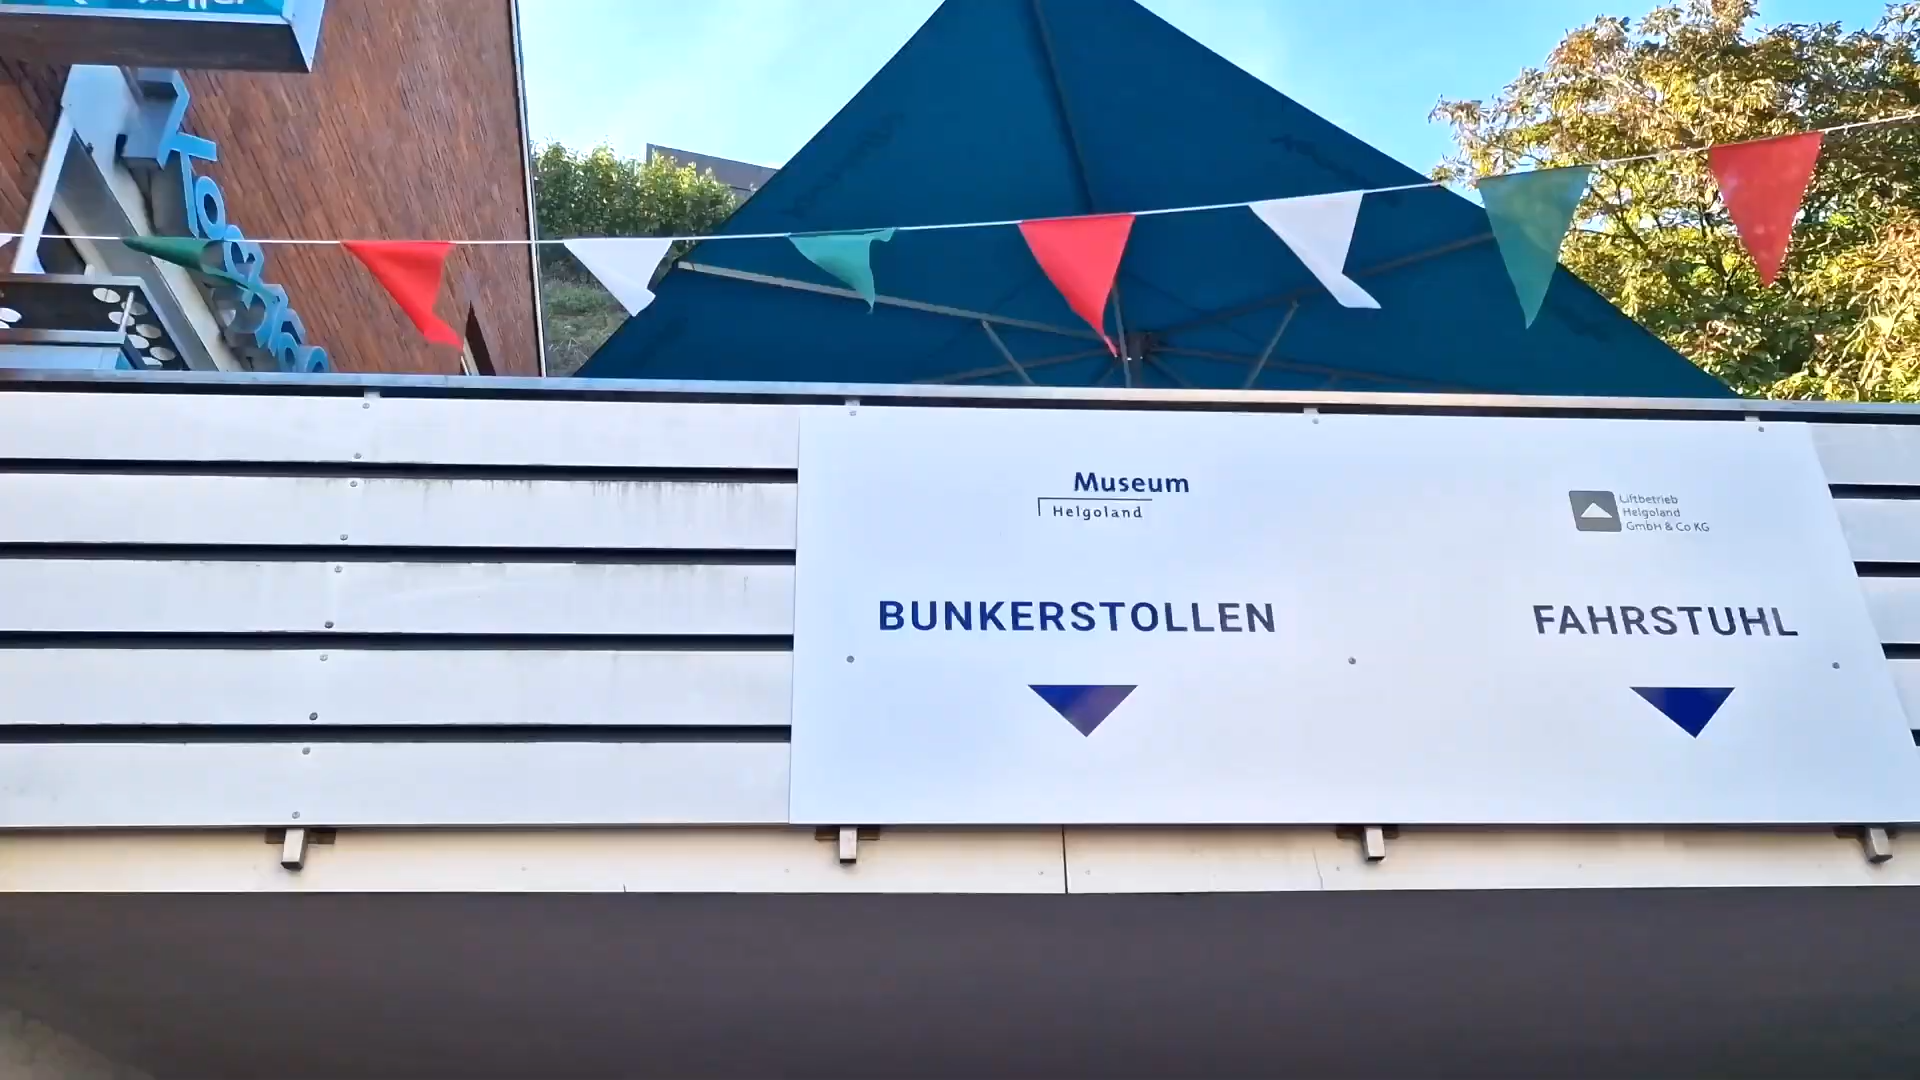 Museum
Helgoland
BUNKERSTOLLEN
Liftbetrieb
Helgoland
GmbH & Co KG
FAHRSTUHL